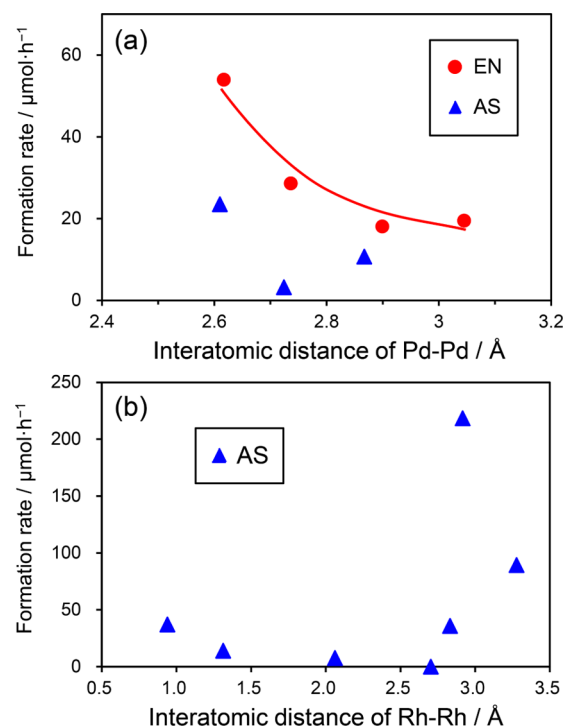 (a)
EN
AS
Formation rate / μmol·h⁻¹
60
40
20
0
2.4 2.6 2.8 3.0 3.2
Interatomic distance of Pd-Pd / Å
(b)
AS
Formation rate / μmol·h⁻¹
250
200
150
100
50
0
0.5 1.0 1.5 2.0 2.5 3.0 3.5
Interatomic distance of Rh-Rh / Å